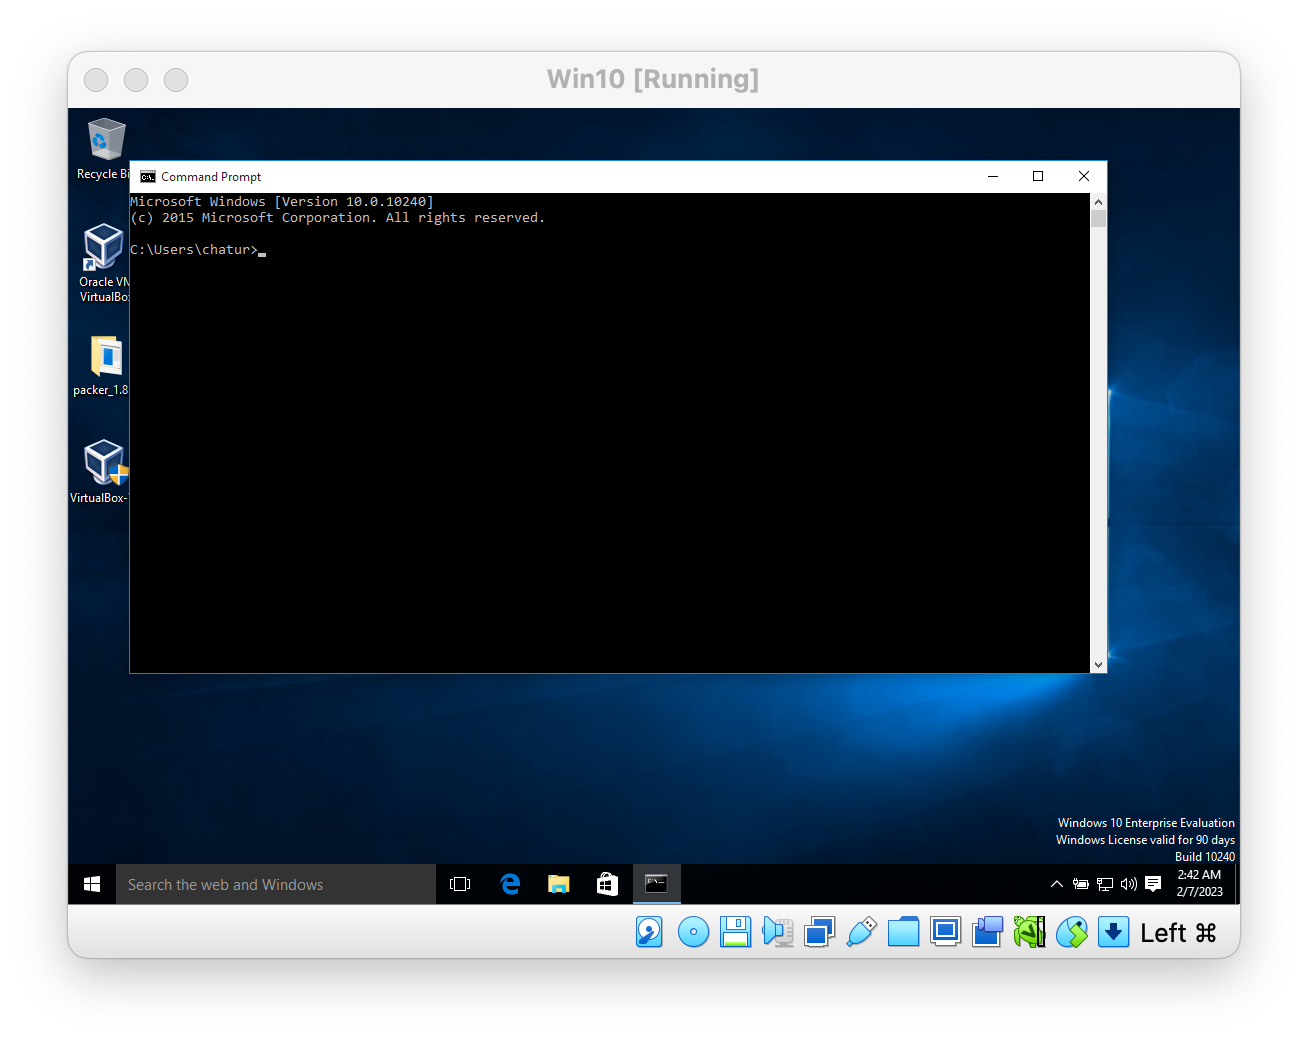 Win10 [Running]
Recycle Bi
Command Prompt
Microsoft Windows [Version 10.0.10240]
(c) 2015 Microsoft Corporation. All rights reserved.
C:\Users\chatur>
Oracle VM
VirtualBo
packer_1.8
VirtualBox-
Windows 10 Enterprise Evaluation
Windows License valid for 90 days
Build 10240
Search the web and Windows
2:42 AM
2/7/2023
Left ⌘